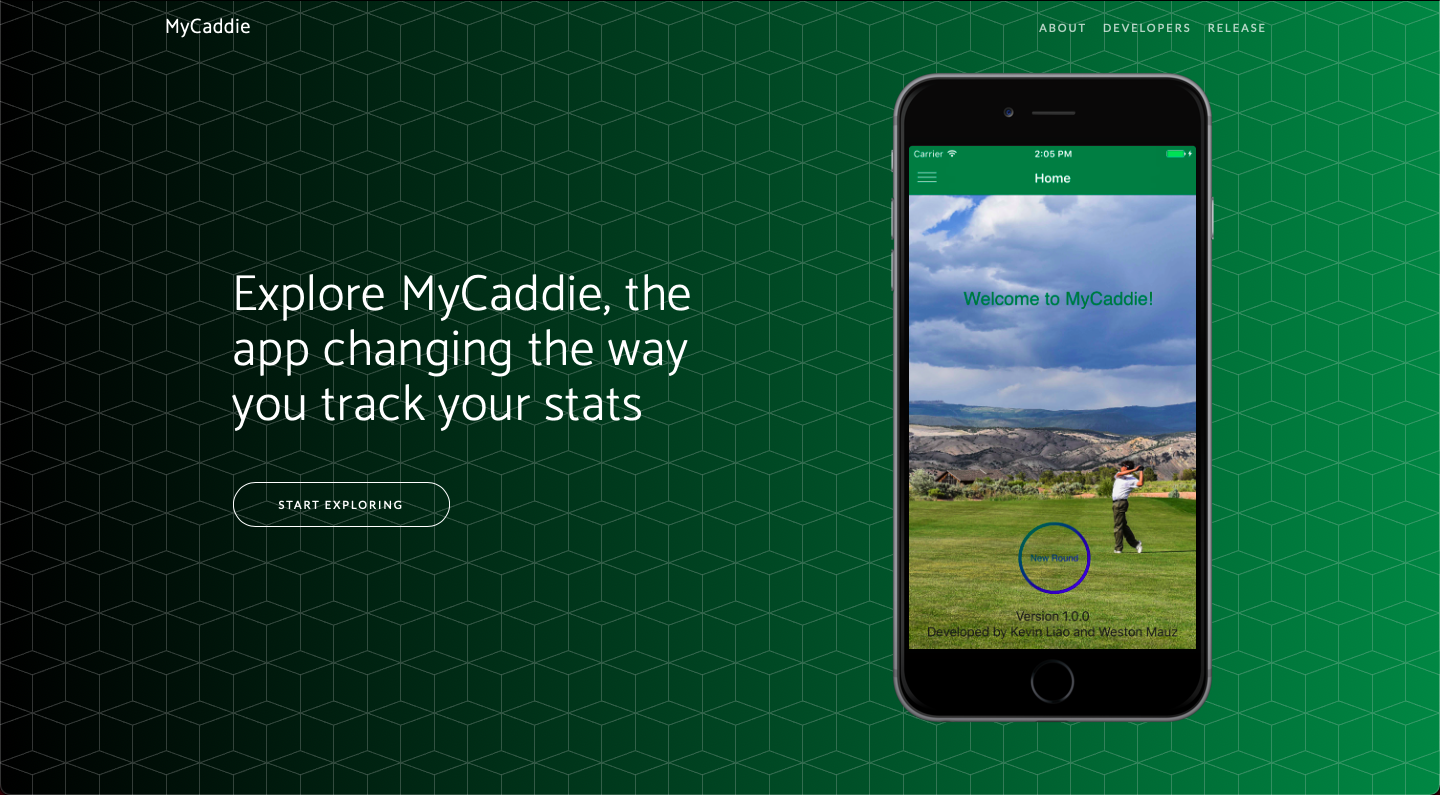 MyCaddie
ABOUT DEVELOPERS RELEASE
Carrier 2:05 PM
Home
Welcome to MyCaddie!
Explore MyCaddie, the
app changing the way
you track your stats
START EXPLORING
New Round
Version 1.0.0
Developed by Kevin Liao and Weston Mauz